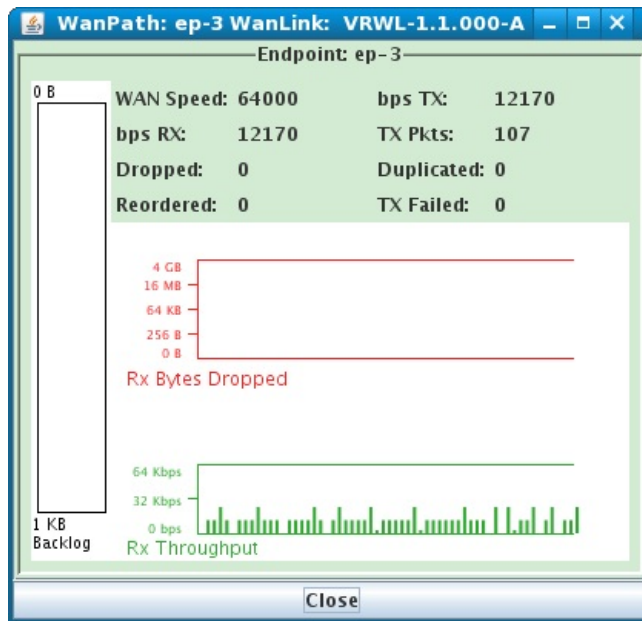 WanPath: ep-3 WanLink: VRWL-1.1.000-A
Endpoint: ep-3
0 B
WAN Speed: 64000 bps TX: 12170
bps RX: 12170 TX Pkts: 107
Dropped: 0 Duplicated: 0
Reordered: 0 TX Failed: 0
4 GB
16 MB
64 KB
256 B
0 B
Rx Bytes Dropped
64 Kbps
32 Kbps
0 bps
Rx Throughput
1 KB
Backlog
Close